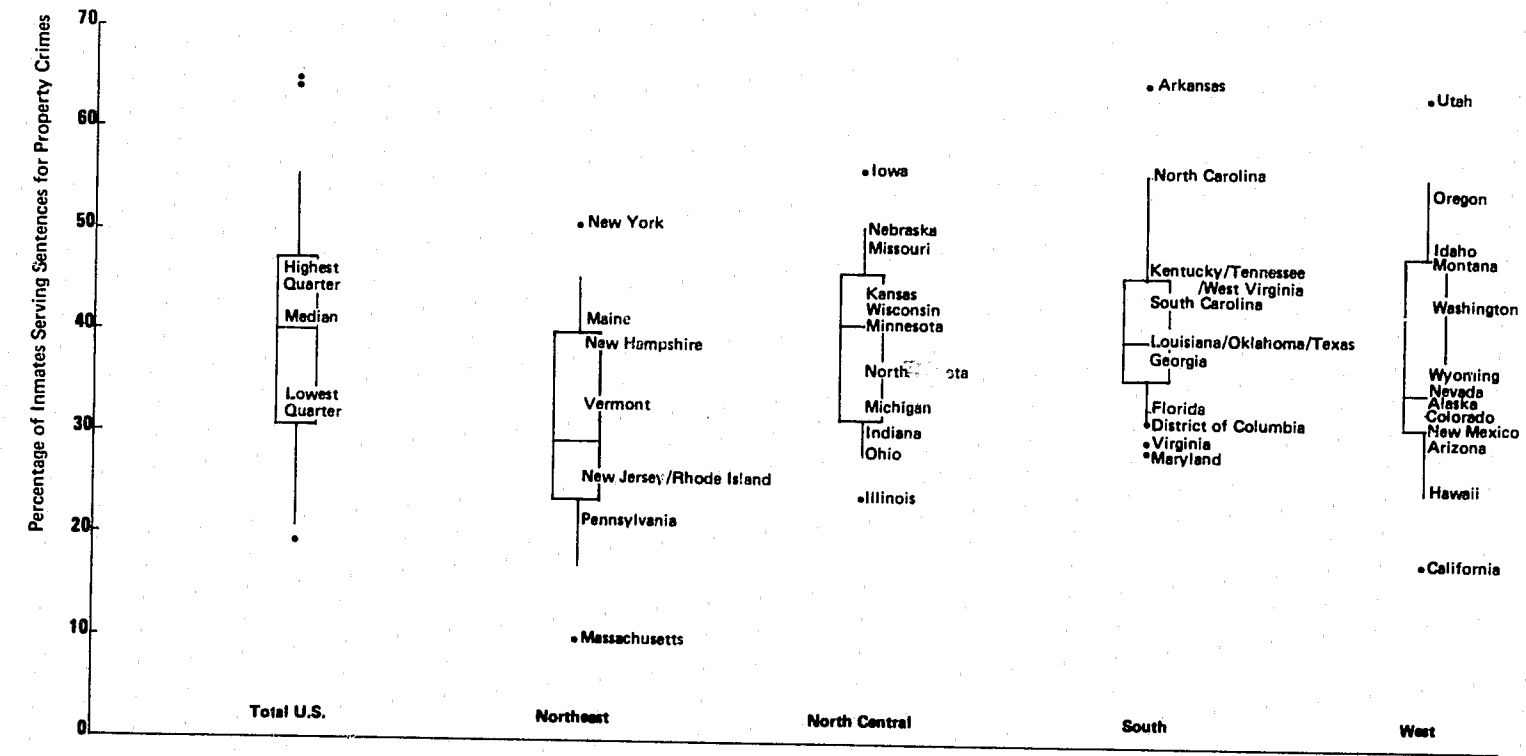 Percentage of Inmates Serving Sentences for Property Crimes
70
60
50
40
30
20
10
0
Highest
Quarter
Median
Lowest
Quarter
Total U.S.
New York
Maine
New Hampshire
Vermont
New Jersey/Rhode Island
Pennsylvania
Massachusetts
Northeast
Iowa
Nebraska
Missouri
Kansas
Wisconsin
Minnesota
North
Michigan
Indiana
Ohio
Illinois
North Central
Arkansas
North Carolina
Kentucky/Tennessee
/West Virginia
South Carolina
Louisiana/Oklahoma/Texas
Georgia
Florida
District of Columbia
Virginia
Maryland
South
Utah
Oregon
Idaho
Montana
Washington
Wyoming
Nevada
Alaska
Colorado
New Mexico
Arizona
Hawaii
California
West